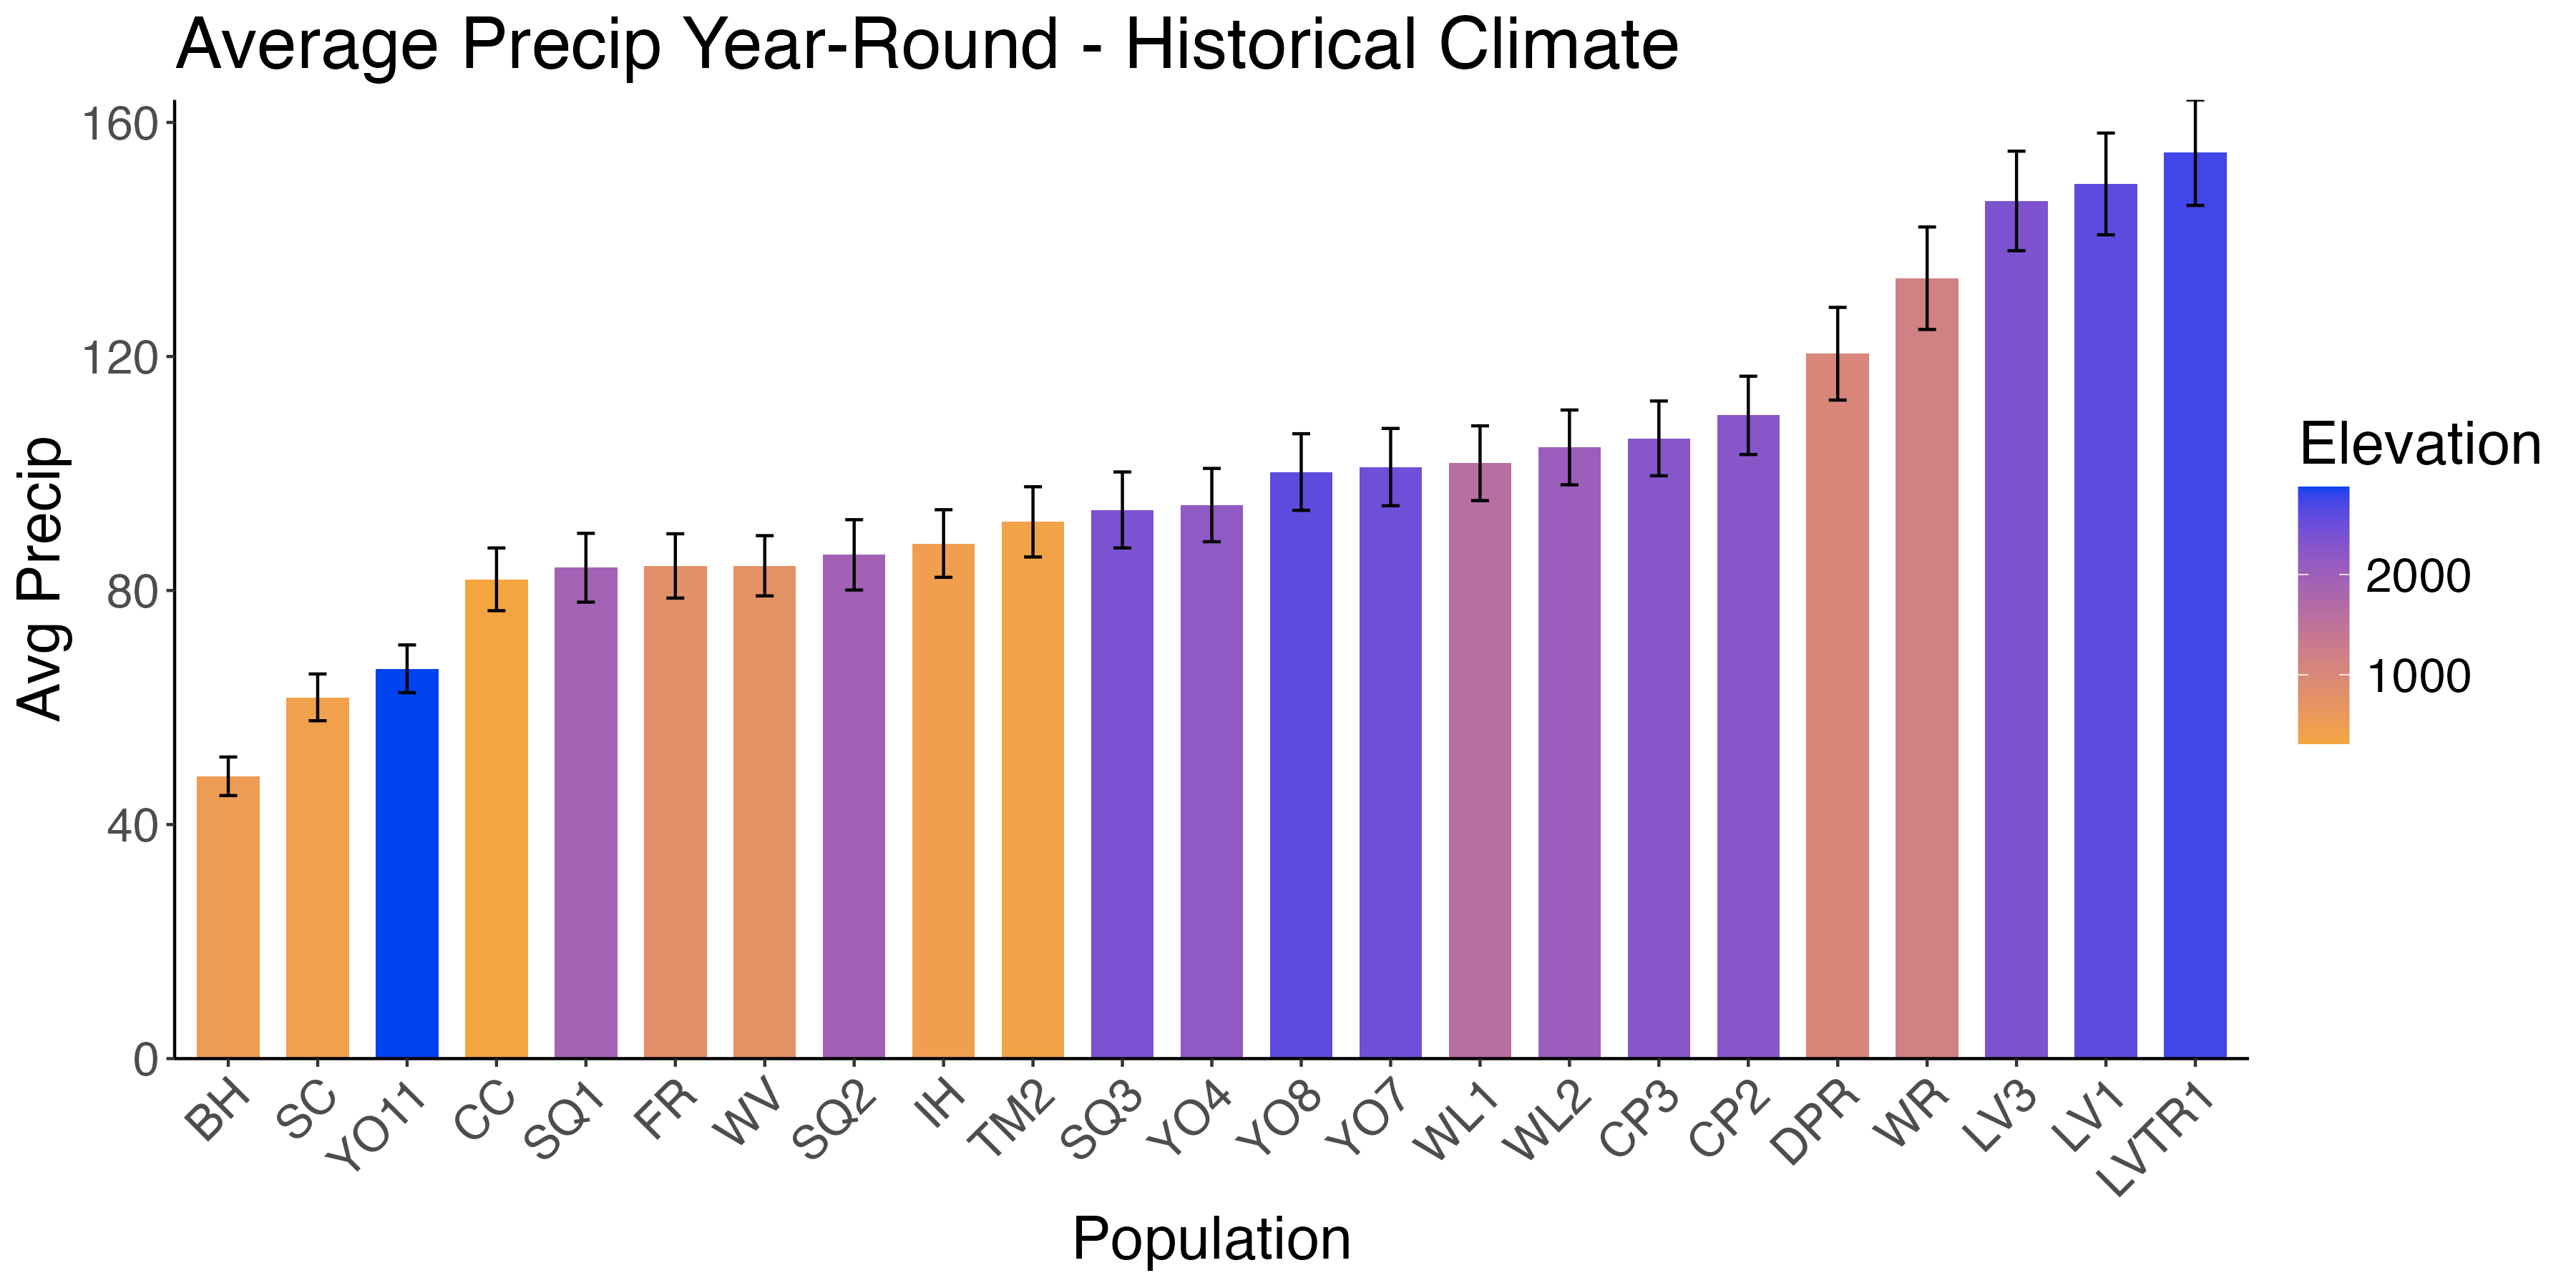 Average Precip Year-Round - Historical Climate
160
120
80
40
0
Avg Precip
BH
SC
YO11
CC
SQ1
FR
WV
SQ2
IH
TM2
SQ3
YO4
YO8
YO7
WL1
WL2
CP3
CP2
DPR
WR
LV3
LV1
LVTR1
Population
Elevation
2000
1000